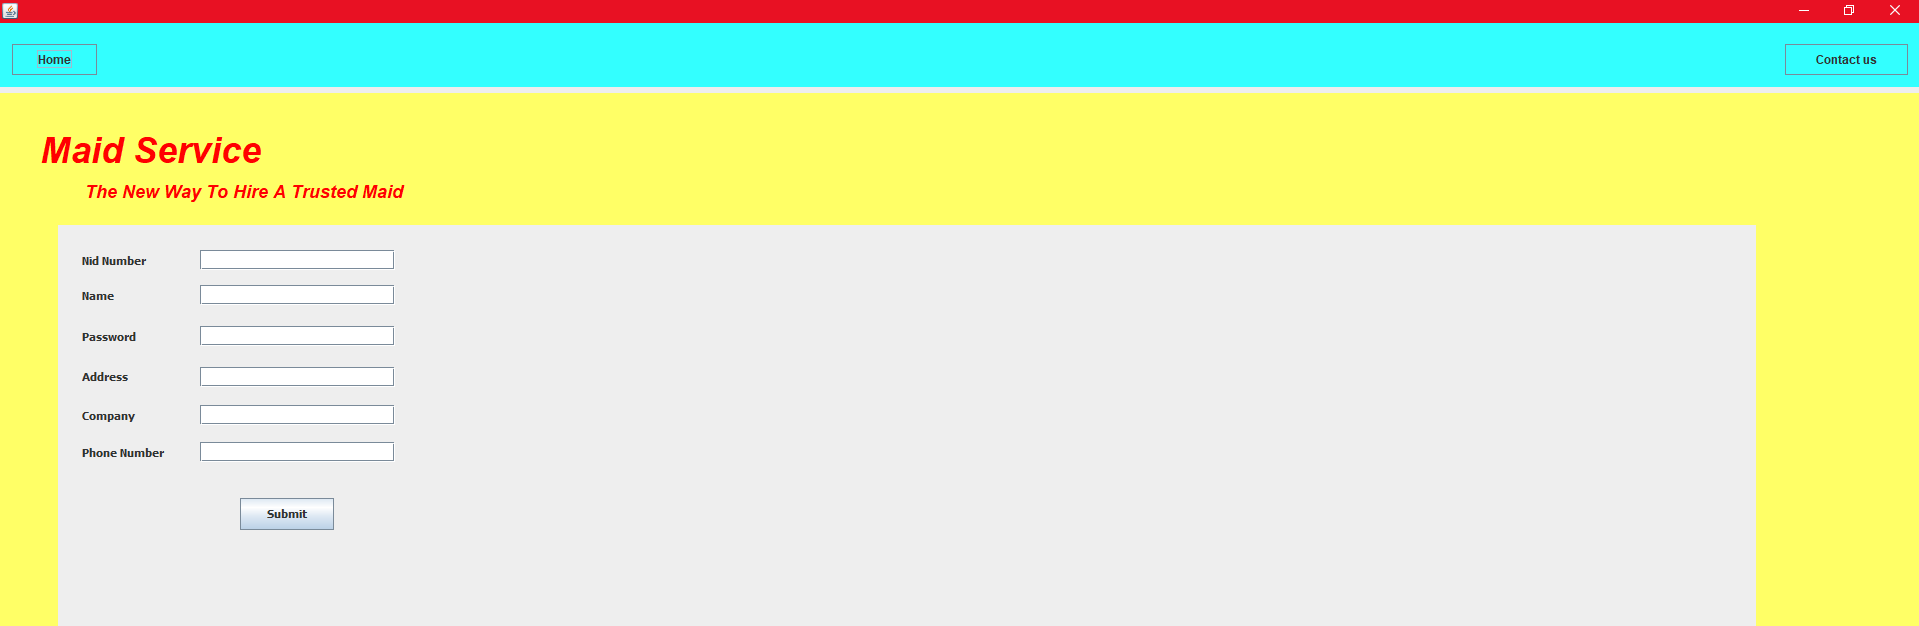 Home
Contact us
Maid Service
The New Way To Hire A Trusted Maid
Nid Number
Name
Password
Address
Company
Phone Number
Submit